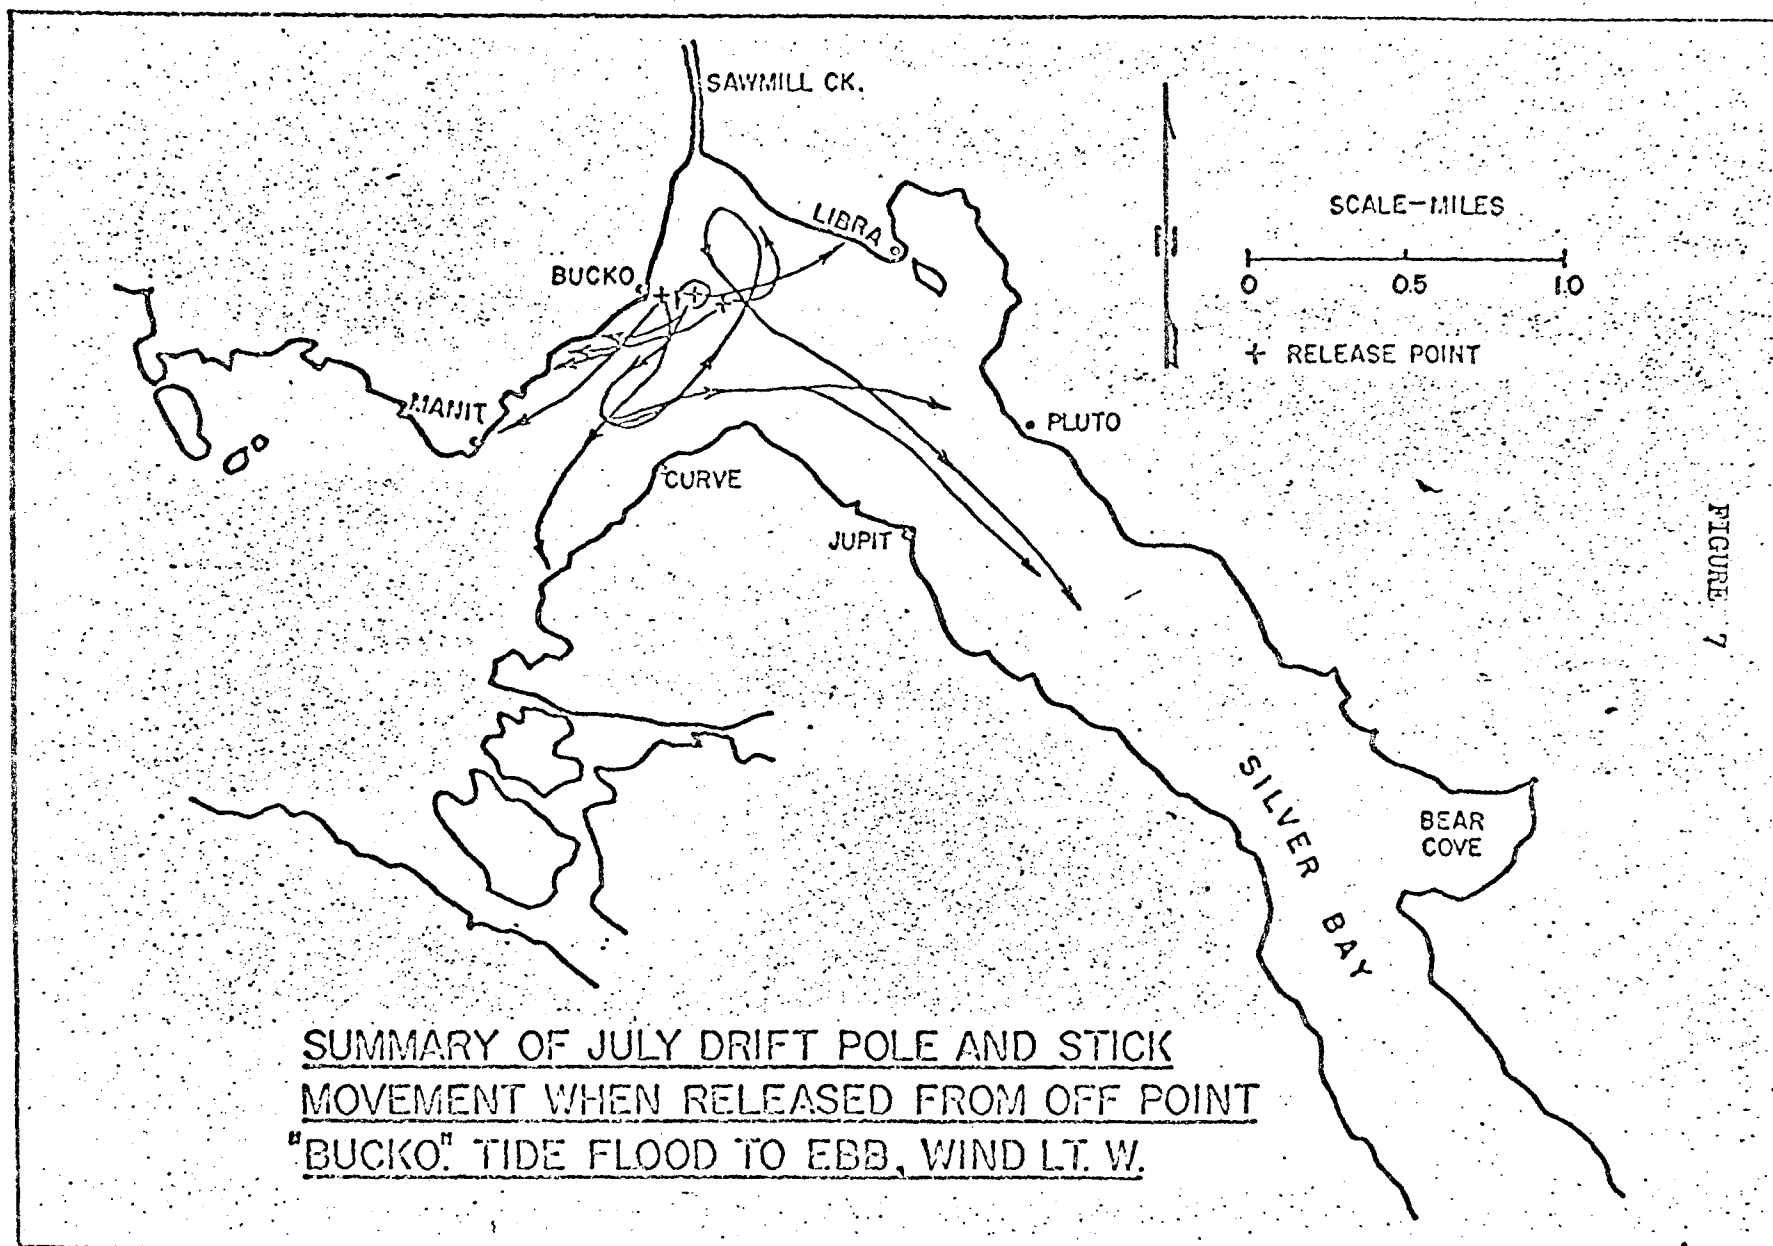 SAWMILL CK.
LIBRA
SCALE-MILES
0 0.5 1.0
+ RELEASE POINT
BUCKO
MANIT
PLUTO
CURVE
JUPIT
FIGURE 7
SILVER BAY
BEAR
COVE
SUMMARY OF JULY DRIFT POLE AND STICK
MOVEMENT WHEN RELEASED FROM OFF POINT
"BUCKO". TIDE FLOOD TO EBB, WIND LT. W.